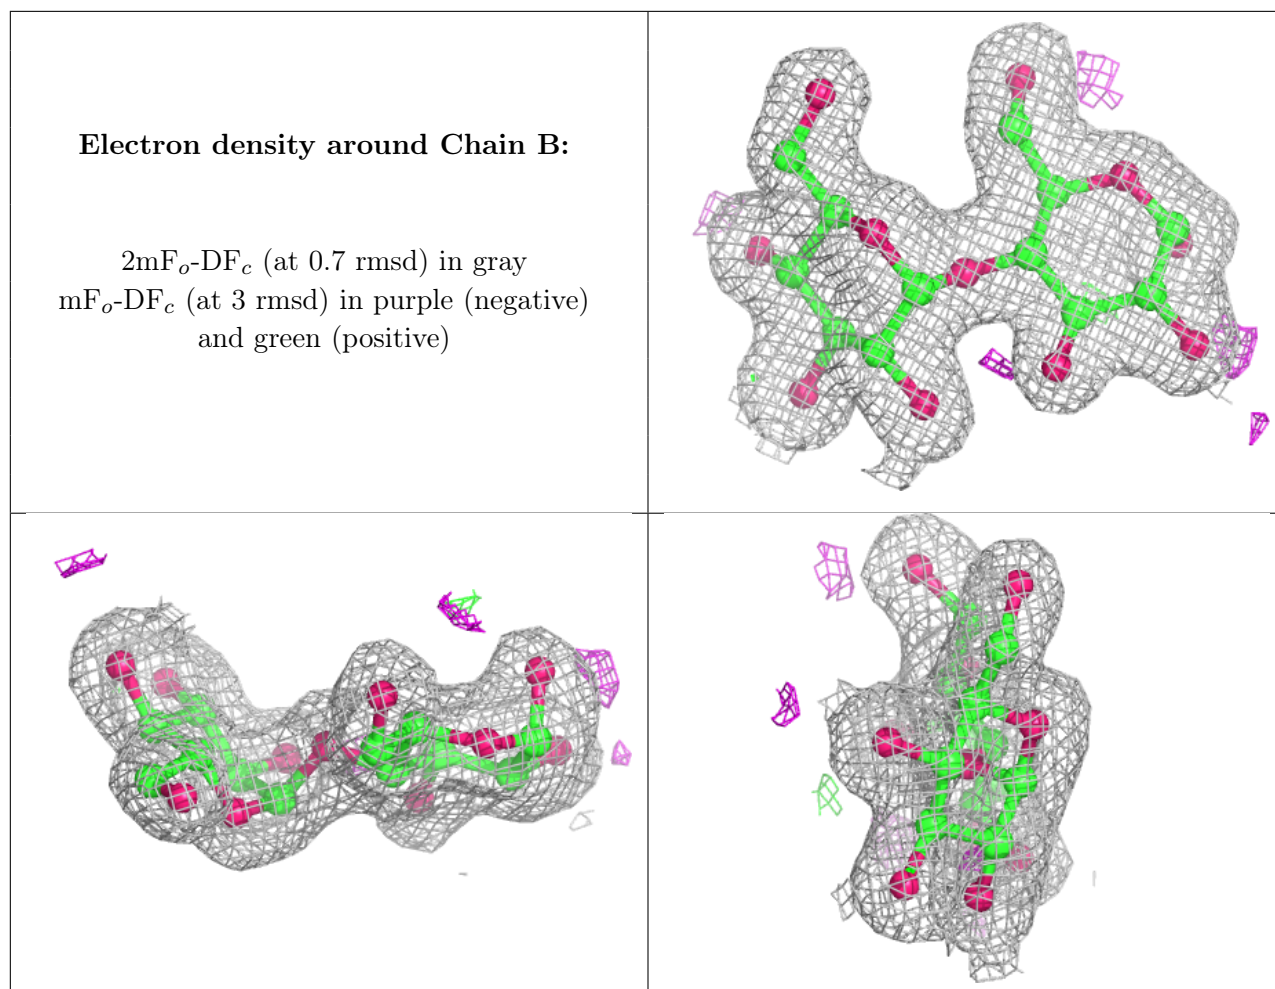 Electron density around Chain B:
2mFₒ-DF𝒸 (at 0.7 rmsd) in gray
mFₒ-DF𝒸 (at 3 rmsd) in purple (negative)
and green (positive)